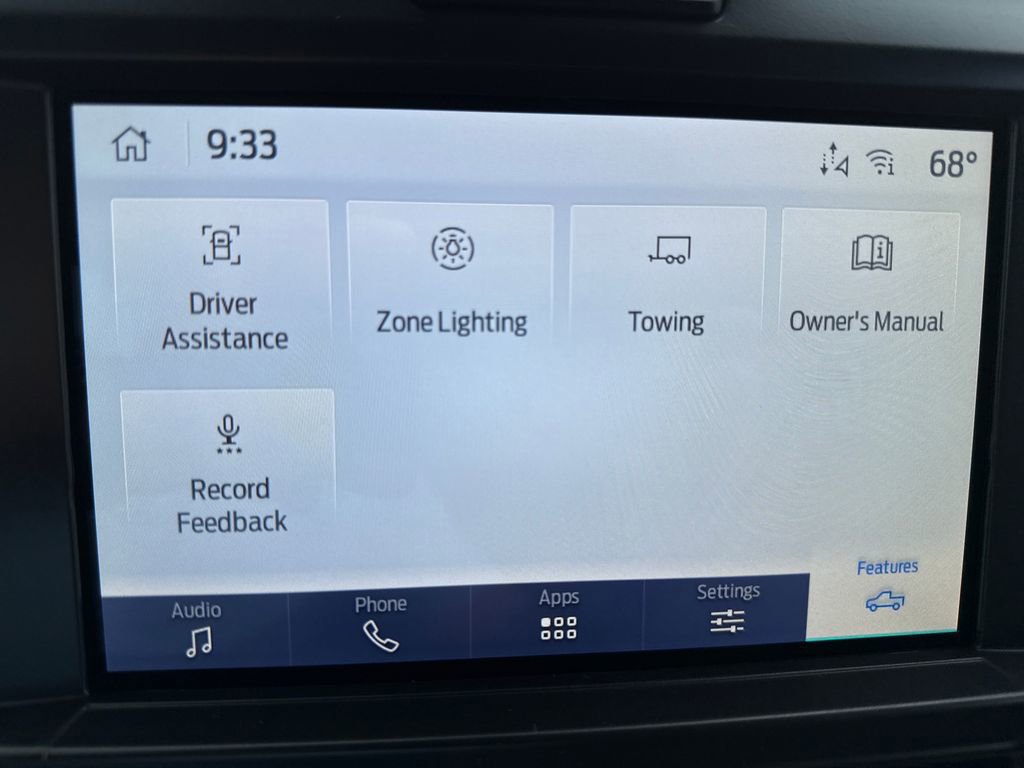 9:33
68°
Driver
Assistance
Zone Lighting
Towing
Owner's Manual
Record
Feedback
Audio
Phone
Apps
Settings
Features